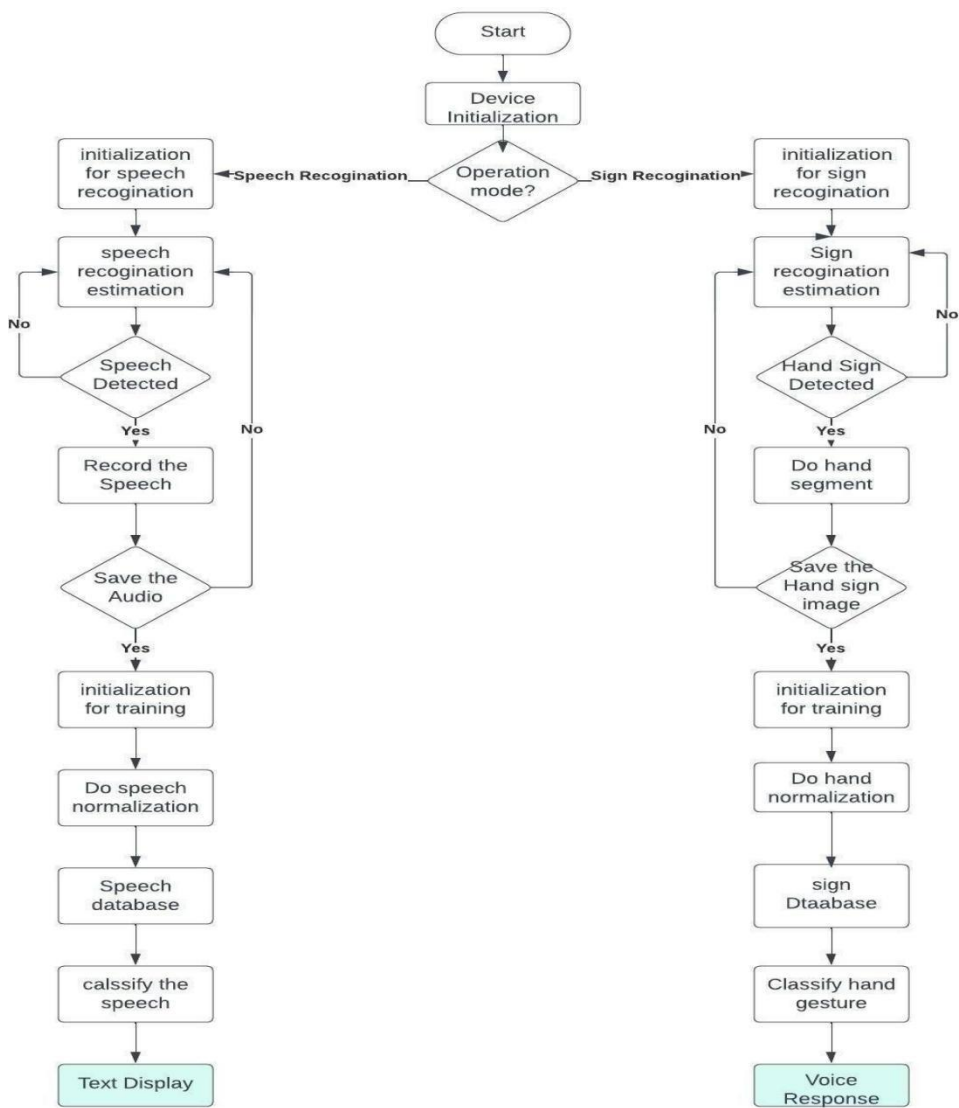 Start
Device
Initialization
Operation
mode?
Speech Recogination
Sign Recogination
initialization
for speech
recogination
speech
recogination
estimation
No
Speech
Detected
Yes
No
Record the
Speech
Save the
Audio
Yes
initialization
for training
Do speech
normalization
Speech
database
calssify the
speech
Text Display
initialization
for sign
recogination
Sign
recogination
estimation
No
Hand Sign
Detected
Yes
No
Do hand
segment
Save the
Hand sign
image
Yes
initialization
for training
Do hand
normalization
sign
Dtaabase
Classify hand
gesture
Voice
Response